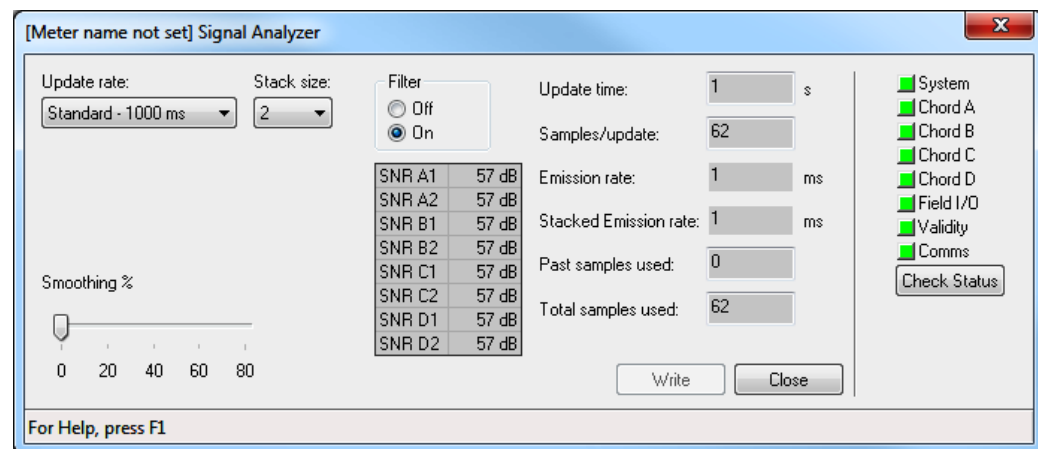 [Meter name not set] Signal Analyzer
Update rate:
Standard - 1000 ms
Stack size:
2
Filter
Off
On
SNR A1 57 dB
SNR A2 57 dB
SNR B1 57 dB
SNR B2 57 dB
SNR C1 57 dB
SNR C2 57 dB
SNR D1 57 dB
SNR D2 57 dB
Smoothing %
0 20 40 60 80
Update time: 1 s
Samples/update: 62
Emission rate: 1 ms
Stacked Emission rate: 1 ms
Past samples used: 0
Total samples used: 62
Write
Close
System
Chord A
Chord B
Chord C
Chord D
Field I/O
Validity
Comms
Check Status
For Help, press F1